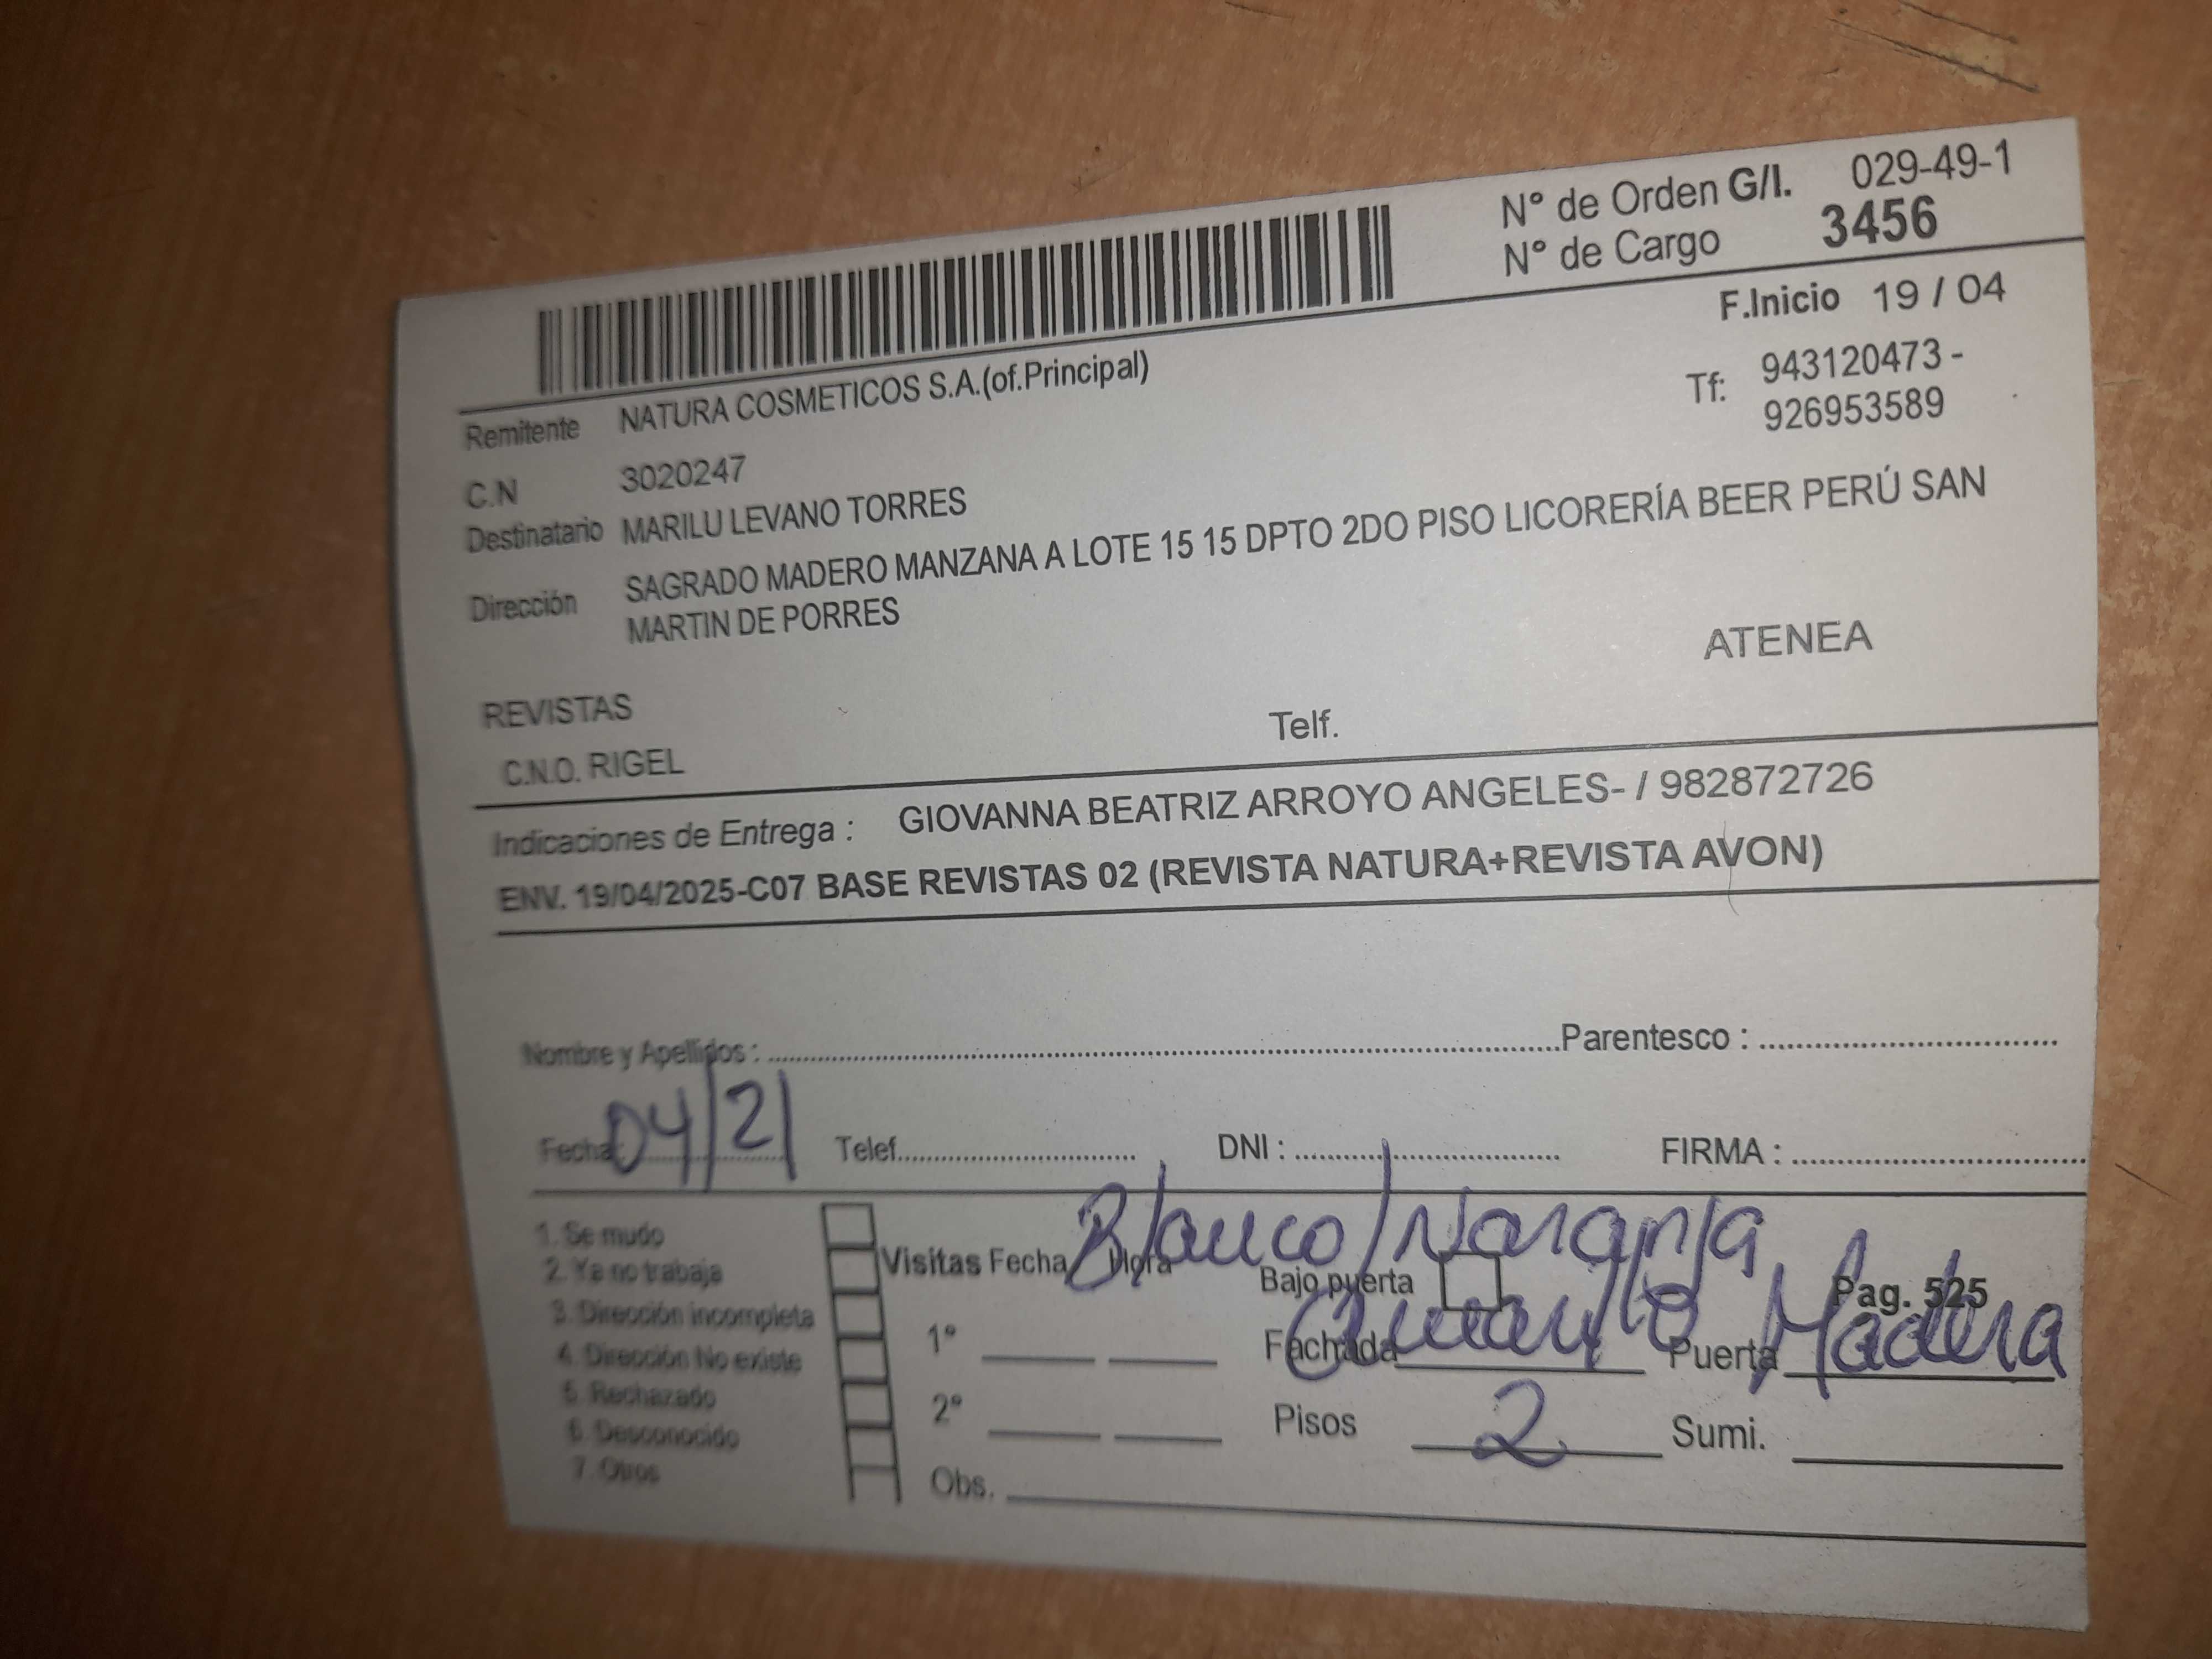 N° de Orden G/I. 029-49-1
N° de Cargo 3456
F.Inicio 19 / 04
Remitente NATURA COSMETICOS S.A.(of.Principal)
Tf: 943120473 -
926953589
C.N 3020247
Destinatario MARILU LEVANO TORRES
Dirección SAGRADO MADERO MANZANA A LOTE 15 15 DPTO 2DO PISO LICORERÍA BEER PERÚ SAN
MARTIN DE PORRES
ATENEA
REVISTAS
C.N.O. RIGEL Telf.
Indicaciones de Entrega : GIOVANNA BEATRIZ ARROYO ANGELES- / 982872726
ENV. 19/04/2025-C07 BASE REVISTAS 02 (REVISTA NATURA+REVISTA AVON)
Nombre y Apellidos : Parentesco :
Fecha 04/21 Telef. DNI : FIRMA :
Blanco/Naranja
1. Se mudo
2. Ya no trabaja
3. Dirección incompleta
4. Dirección No existe
5. Rechazado
6. Desconocido
7. Otros
Visitas Fecha Hora
1°
2°
Obs.
Bajo puerta Pag. 525
Fachada Amarillo Puerta Madera
Pisos 2 Sumi.